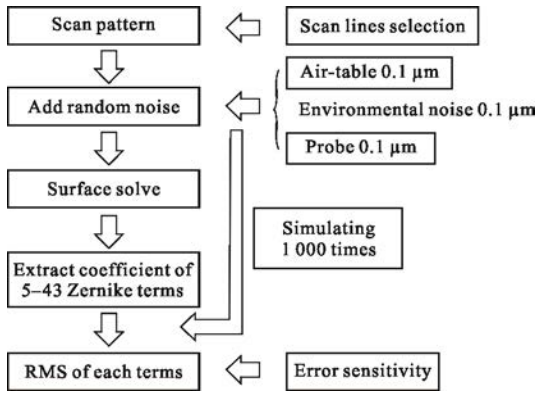 Scan pattern
Scan lines selection
Air-table 0.1 μm
Add random noise
Environmental noise 0.1 μm
Probe 0.1 μm
Surface solve
Simulating
1 000 times
Extract coefficient of
5–43 Zernike terms
RMS of each terms
Error sensitivity